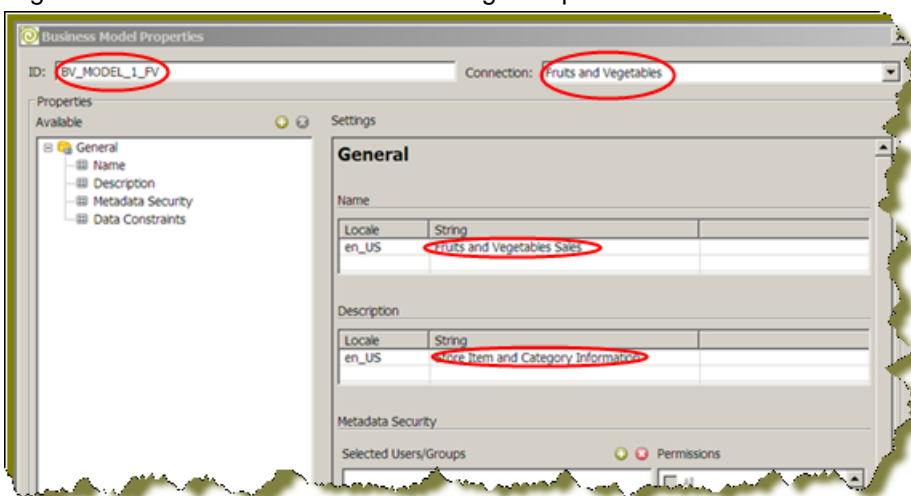 Business Model Properties
ID: BV_MODEL_1_FV Connection: Fruits and Vegetables
Properties
Available Settings
General
Name
Description
Metadata Security
Data Constraints
General
Name
Locale String
en_US Fruits and Vegetables Sales
Description
Locale String
en_US Store Item and Category Information
Metadata Security
Selected Users/Groups Permissions